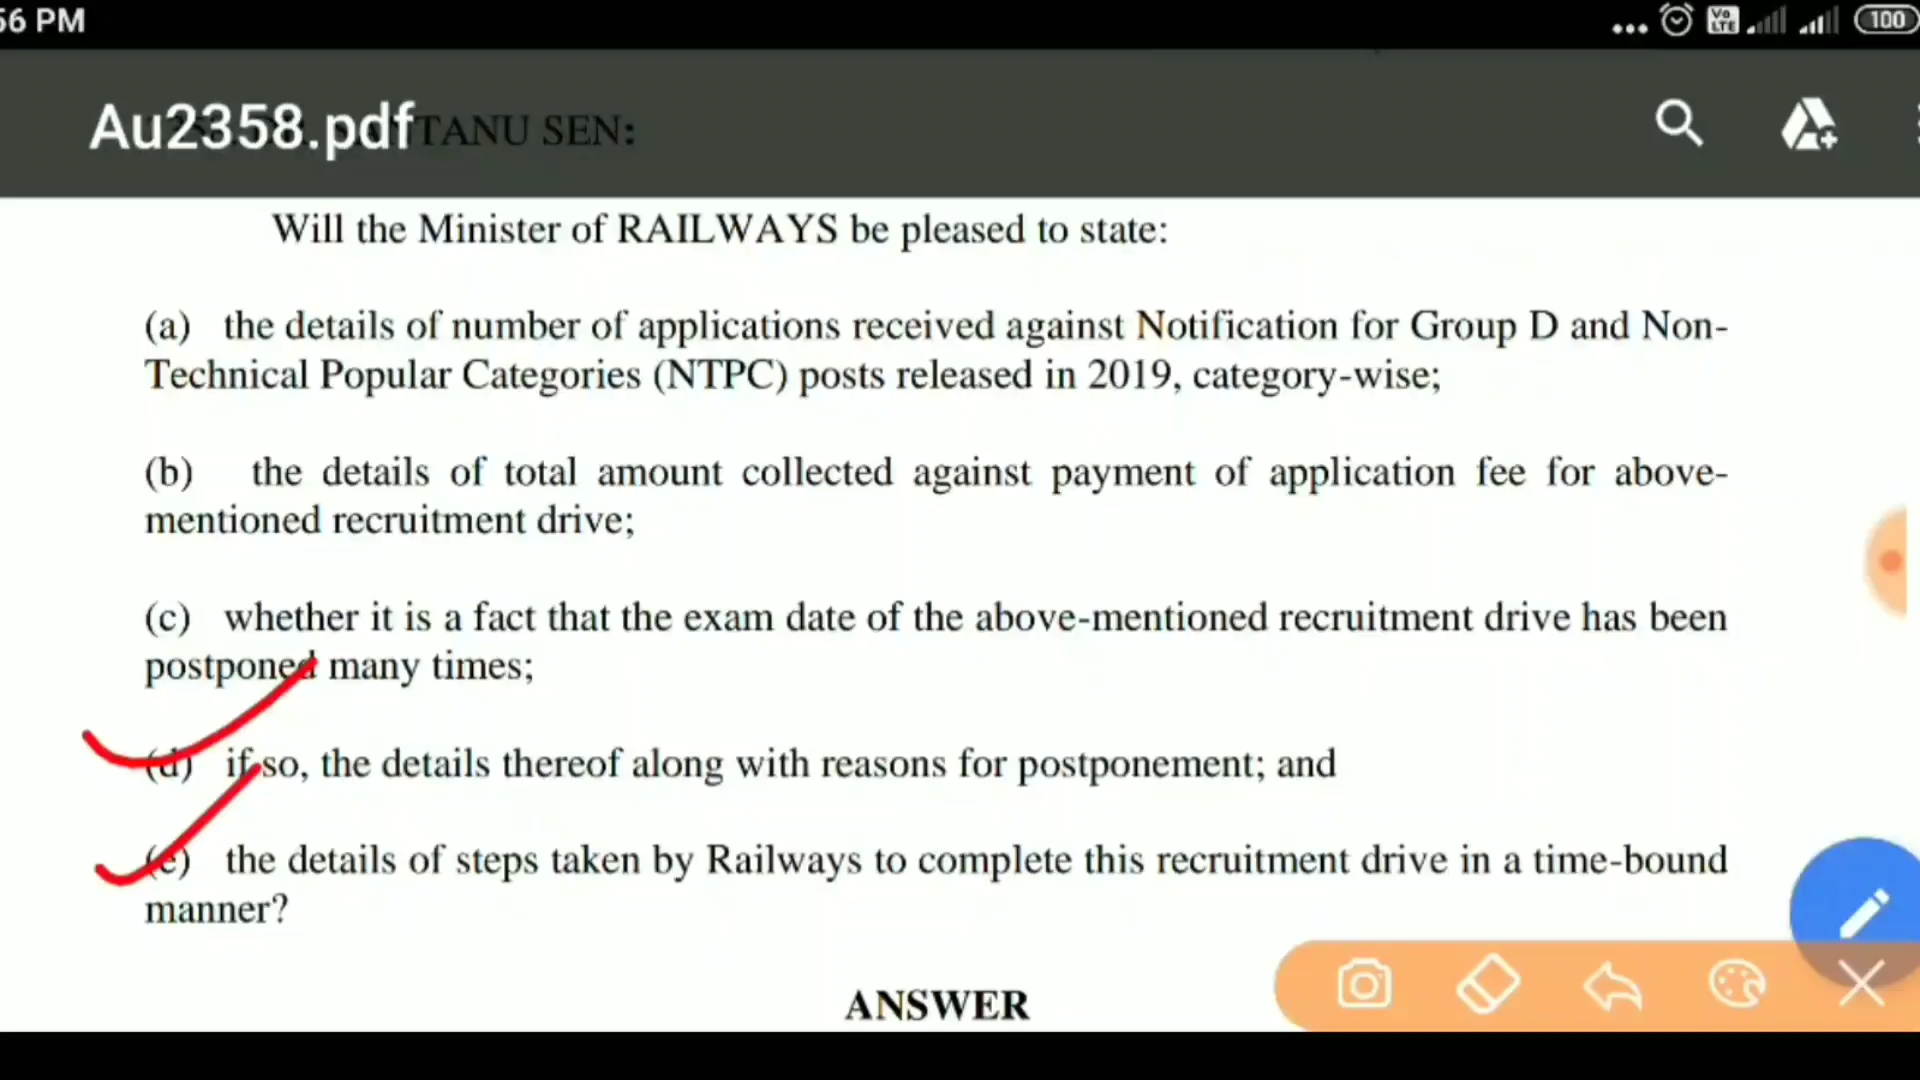 56 PM
Vo LTE 100
Au2358.pdf TANU SEN:
Will the Minister of RAILWAYS be pleased to state:
(a) the details of number of applications received against Notification for Group D and Non-
Technical Popular Categories (NTPC) posts released in 2019, category-wise;
(b) the details of total amount collected against payment of application fee for above-
mentioned recruitment drive;
(c) whether it is a fact that the exam date of the above-mentioned recruitment drive has been
postponed many times;
(d) if so, the details thereof along with reasons for postponement; and
(e) the details of steps taken by Railways to complete this recruitment drive in a time-bound
manner?
ANSWER